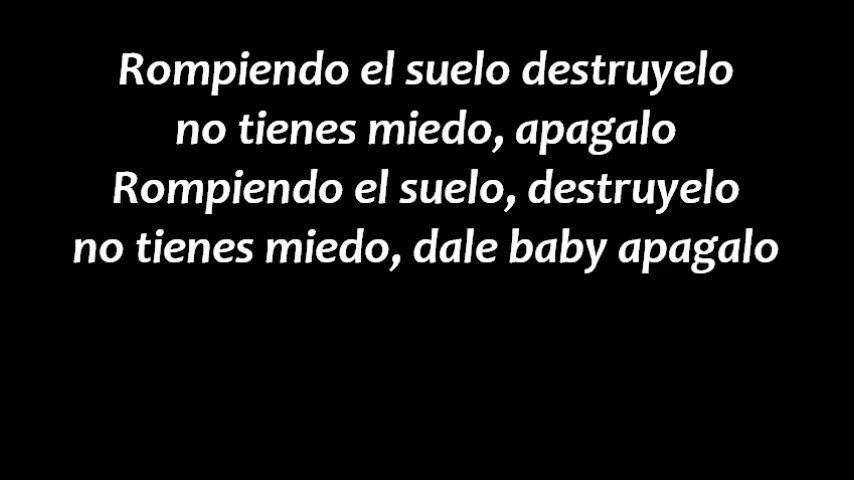 Rompiendo el suelo destruyelo
no tienes miedo, apagalo
Rompiendo el suelo, destruyelo
no tienes miedo, dale baby apagalo